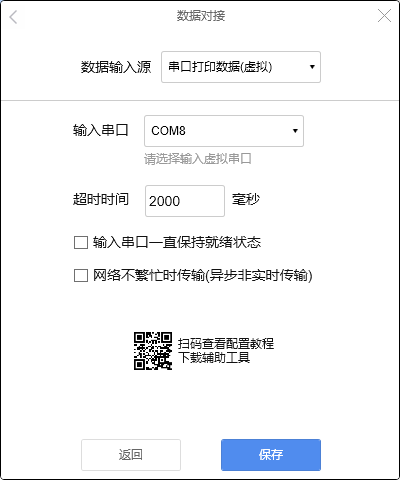 数据对接
数据输入源 串口打印数据(虚拟)
输入串口 COM8
请选择输入虚拟串口
超时时间 2000 毫秒
输入串口一直保持就绪状态
网络不繁忙时传输(异步非实时传输)
扫码查看配置教程
下载辅助工具
返回 保存